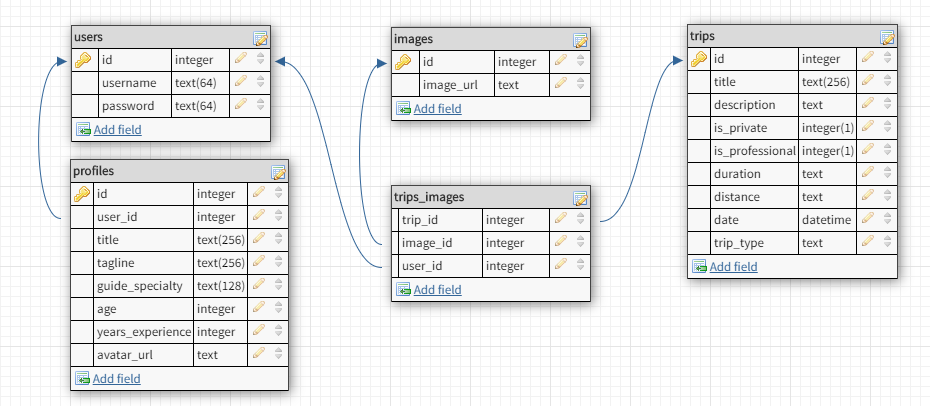 users
id integer
username text(64)
password text(64)
Add field
profiles
id integer
user_id integer
title text(256)
tagline text(256)
guide_specialty text(128)
age integer
years_experience integer
avatar_url text
Add field
images
id integer
image_url text
Add field
trips_images
trip_id integer
image_id integer
user_id integer
Add field
trips
id integer
title text(256)
description text
is_private integer(1)
is_professional integer(1)
duration text
distance text
date datetime
trip_type text
Add field